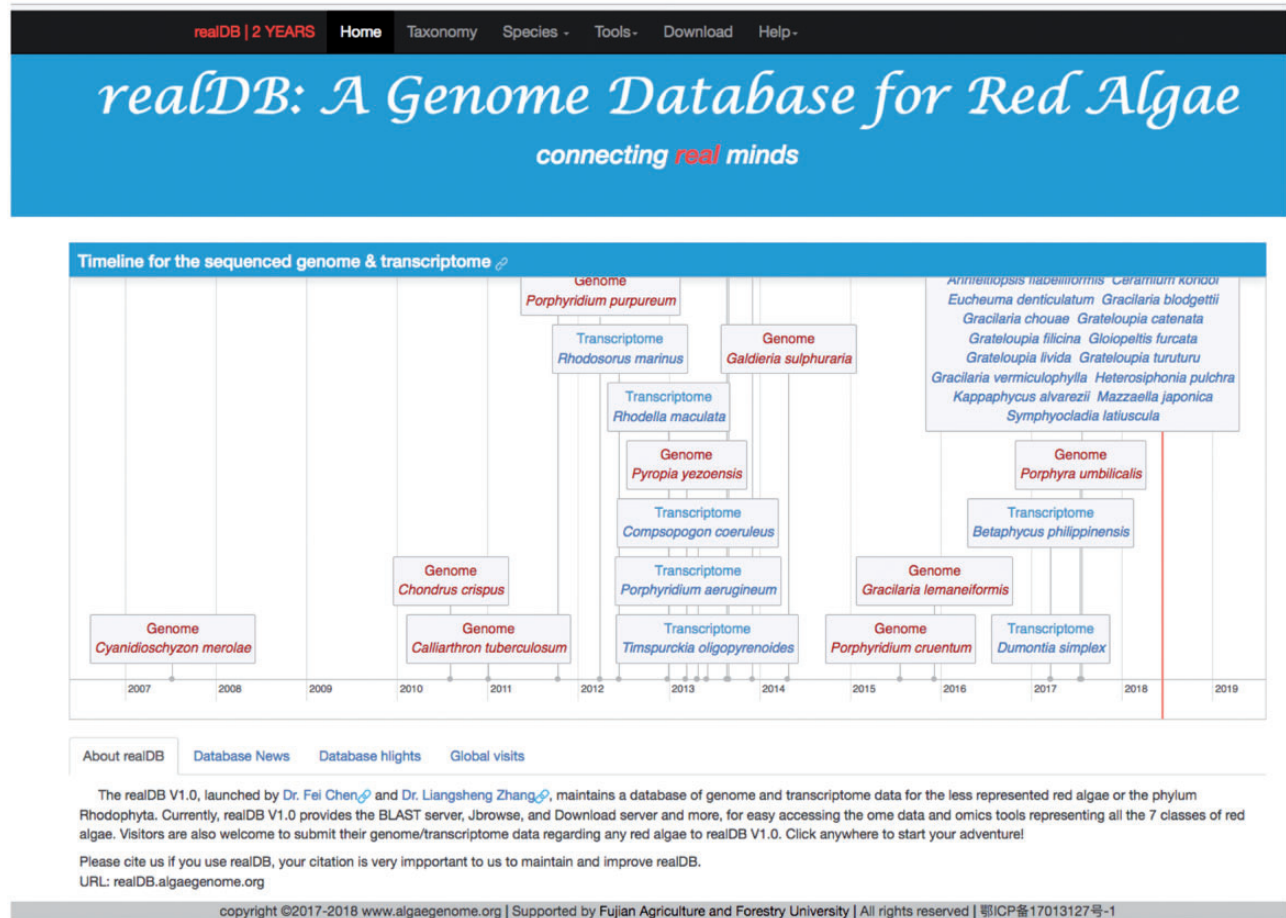 realDB | 2 YEARS Home Taxonomy Species Tools Download Help
realDB: A Genome Database for Red Algae
connecting real minds
Timeline for the sequenced genome & transcriptome
Genome
Porphyridium purpureum
Transcriptome
Rhodosorus marinus
Genome
Galdieria sulphuraria
Transcriptome
Rhodella maculata
Genome
Pyropia yezoensis
Transcriptome
Compsopogon coeruleus
Genome
Chondrus crispus
Transcriptome
Porphyridium aerugineum
Genome
Cyanidioschyzon merolae
Genome
Calliarthron tuberculosum
Transcriptome
Timspurckia oligopyrenoides
Ahnfeltiopsis flabelliformis Ceramium kondoi
Eucheuma denticulatum Gracilaria blodgettii
Gracilaria chouae Grateloupia catenata
Grateloupia filicina Gloiopeltis furcata
Grateloupia livida Grateloupia turuturu
Gracilaria vermiculophylla Heterosiphonia pulchra
Kappaphycus alvarezii Mazzaella japonica
Symphyocladia latiuscula
Genome
Porphyra umbilicalis
Transcriptome
Betaphycus philippinensis
Genome
Gracilaria lemaneiformis
Genome
Porphyridium cruentum
Transcriptome
Dumontia simplex
2007 2008 2009 2010 2011 2012 2013 2014 2015 2016 2017 2018 2019
About realDB Database News Database hlights Global visits
The realDB V1.0, launched by Dr. Fei Chen and Dr. Liangsheng Zhang, maintains a database of genome and transcriptome data for the less represented red algae or the phylum
Rhodophyta. Currently, realDB V1.0 provides the BLAST server, Jbrowse, and Download server and more, for easy accessing the ome data and omics tools representing all the 7 classes of red
algae. Visitors are also welcome to submit their genome/transcriptome data regarding any red algae to realDB V1.0. Click anywhere to start your adventure!
Please cite us if you use realDB, your citation is very impportant to us to maintain and improve realDB.
URL: realDB.algaegenome.org
copyright ©2017-2018 www.algaegenome.org | Supported by Fujian Agriculture and Forestry University | All rights reserved | 鄂ICP备17013127号-1